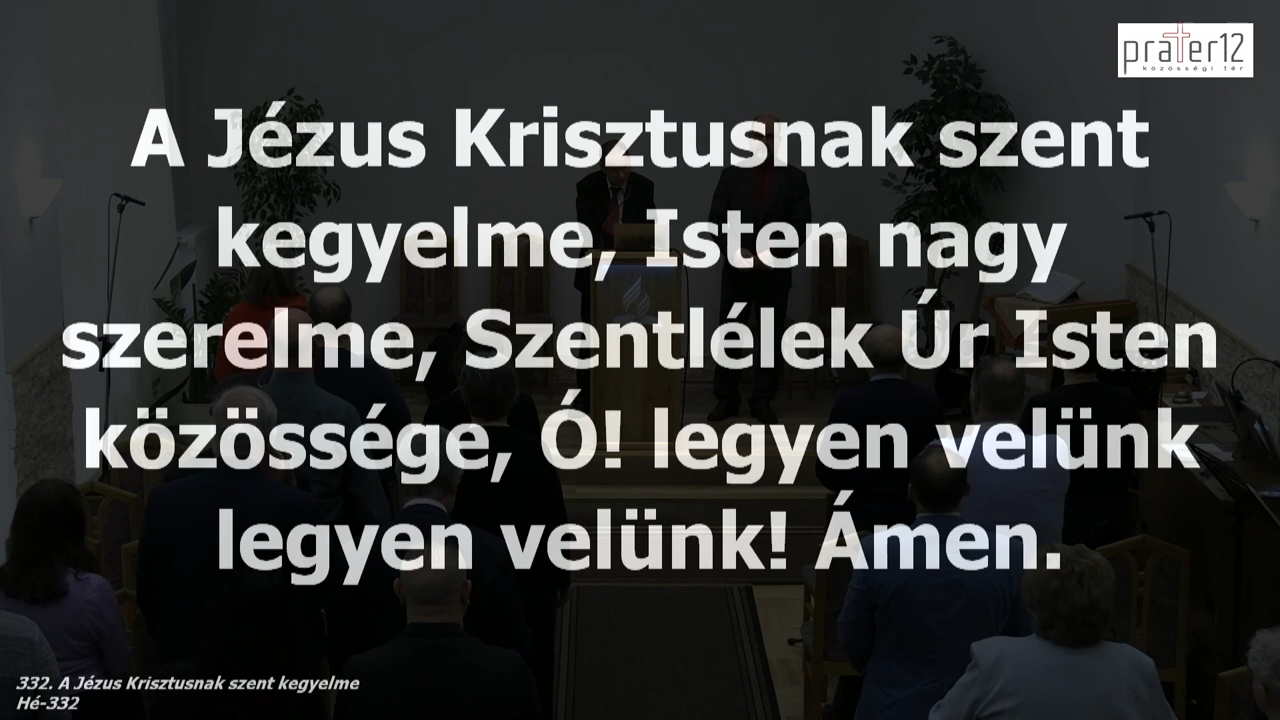 prater12
közösségi tér
A Jézus Krisztusnak szent
kegyelme, Isten nagy
szerelme, Szentlélek Úr Isten
közössége, Ó! legyen velünk
legyen velünk! Ámen.
332. A Jézus Krisztusnak szent kegyelme
Hé-332